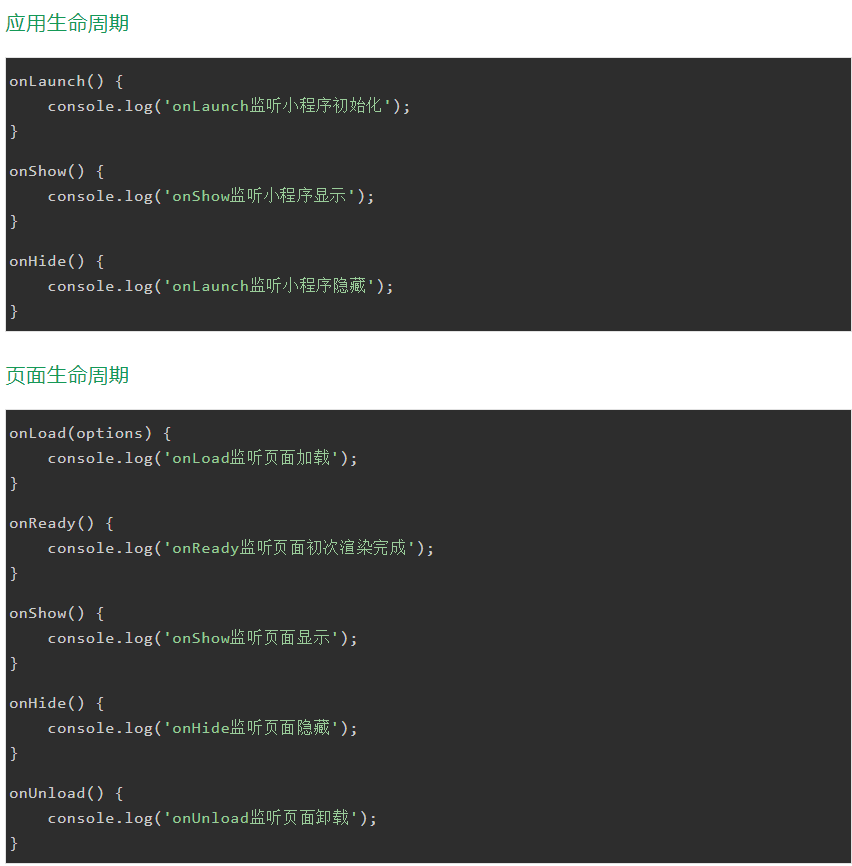 应用生命周期
onLaunch() {
    console.log('onLaunch监听小程序初始化');
}
onShow() {
    console.log('onShow监听小程序显示');
}
onHide() {
    console.log('onLaunch监听小程序隐藏');
}
页面生命周期
onLoad(options) {
    console.log('onLoad监听页面加载');
}
onReady() {
    console.log('onReady监听页面初次渲染完成');
}
onShow() {
    console.log('onShow监听页面显示');
}
onHide() {
    console.log('onHide监听页面隐藏');
}
onUnload() {
    console.log('onUnload监听页面卸载');
}